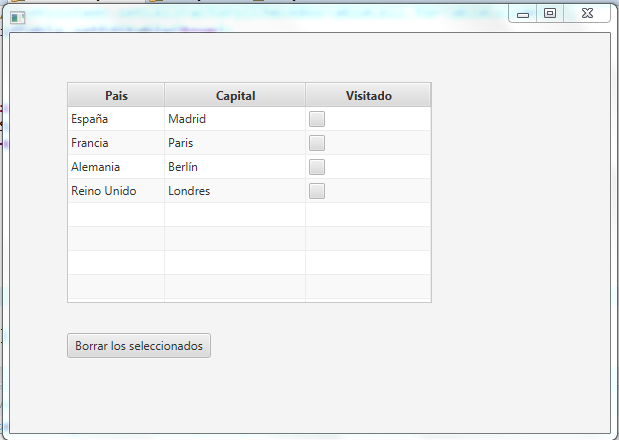 Pais Capital Visitado
España Madrid
Francia Paris
Alemania Berlín
Reino Unido Londres
Borrar los seleccionados